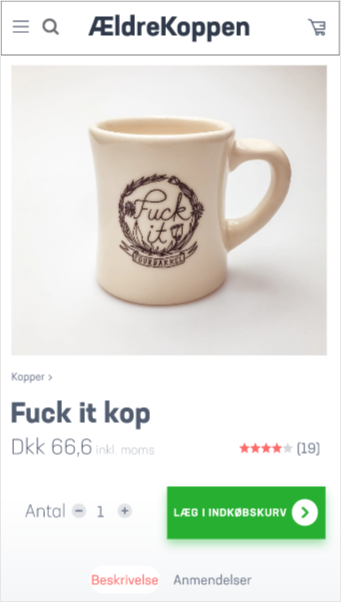 ÆldreKoppen
Fuck
it
Kopper >
Fuck it kop
Dkk 66,6 inkl. moms
(19)
Antal - 1 +
LÆG I INDKØBSKURV
Beskrivelse Anmendelser